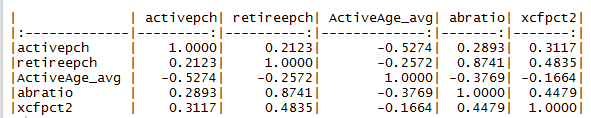 |              | activepch| retireepch| ActiveAge_avg| abratio| xcfpct2|
|:-------------|---------:|----------:|-------------:|-------:|-------:|
|activepch     |    1.0000|     0.2123|       -0.5274|  0.2893|  0.3117|
|retireepch    |    0.2123|     1.0000|       -0.2572|  0.8741|  0.4835|
|ActiveAge_avg |   -0.5274|    -0.2572|        1.0000| -0.3769| -0.1664|
|abratio       |    0.2893|     0.8741|       -0.3769|  1.0000|  0.4479|
|xcfpct2       |    0.3117|     0.4835|       -0.1664|  0.4479|  1.0000|